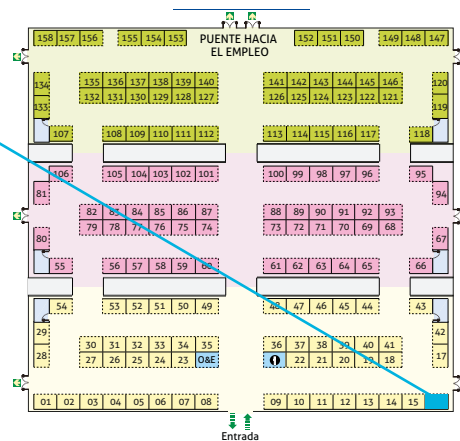 158 157 156 155 154 153 PUENTE HACIA 152 151 150 149 148 147
EL EMPLEO
134 135 136 137 138 139 140 141 142 143 144 145 146 120
133 132 131 130 129 128 127 126 125 124 123 122 121 119
107 108 109 110 111 112 113 114 115 116 117 118
106 105 104 103 102 101 100 99 98 97 96 95
81 94
82 83 84 85 86 87 88 89 90 91 92 93
80 79 78 77 76 75 74 73 72 71 70 69 68 67
55 56 57 58 59 60 61 62 63 64 65 66
54 53 52 51 50 49 48 47 46 45 44 43
29 30 31 32 33 34 35 36 37 38 39 40 41 42
28 27 26 25 24 23 O&E 22 21 20 19 18 17
01 02 03 04 05 06 07 08 09 10 11 12 13 14 15
Entrada